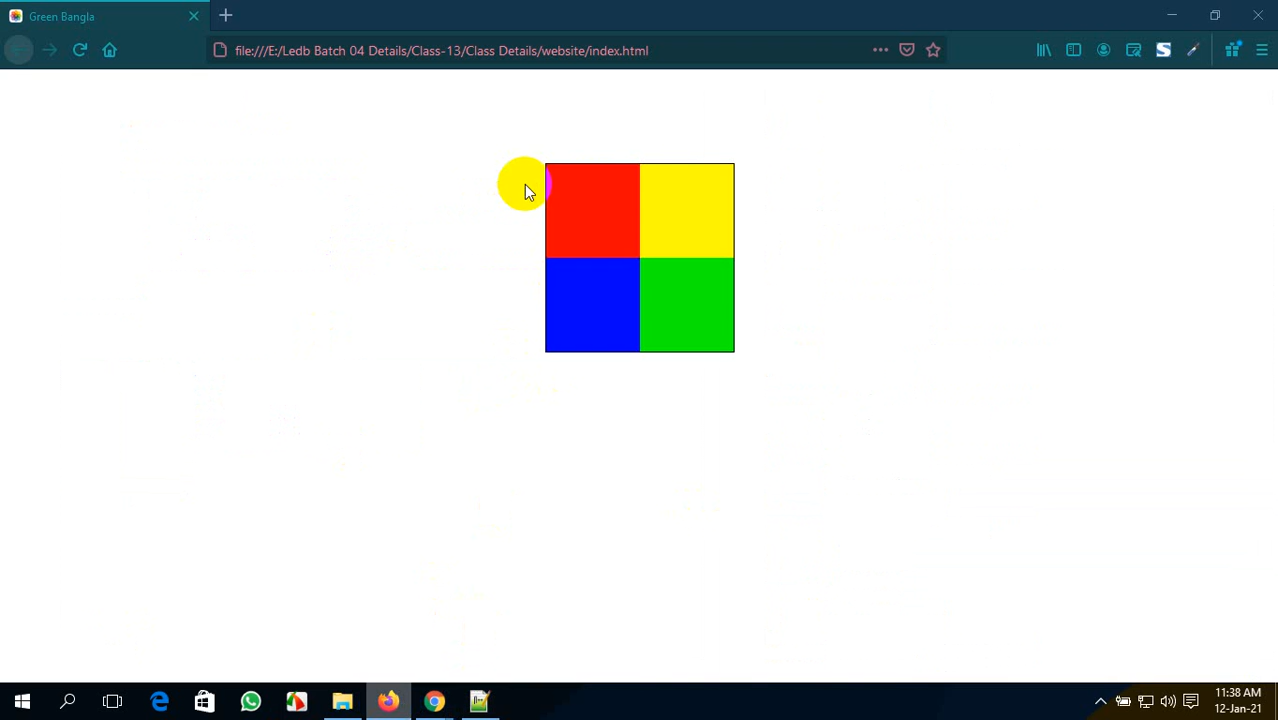 Green Bangla
file:///E:/Ledb Batch 04 Details/Class-13/Class Details/website/index.html
11:38 AM
12-Jan-21